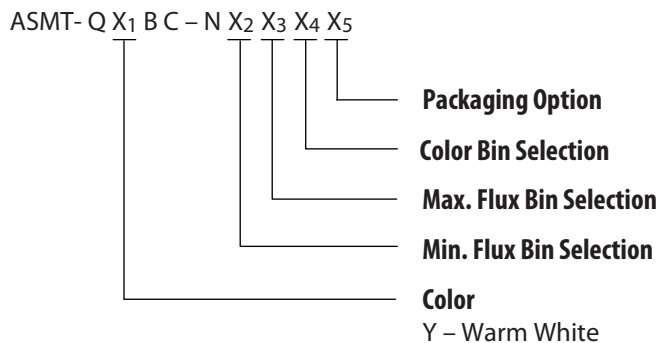 ASMT- Q X1 B C – N X2 X3 X4 X5
Packaging Option
Color Bin Selection
Max. Flux Bin Selection
Min. Flux Bin Selection
Color
Y – Warm White